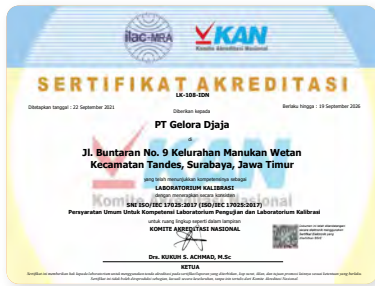 ilac-MRA
KAN
Komite Akreditasi Nasional
SERTIFIKAT AKREDITASI
LK-108-IDN
Ditetapkan tanggal : 22 September 2021
Berlaku hingga : 19 September 2026
Diberikan kepada
PT Gelora Djaja
di
Jl. Buntaran No. 9 Kelurahan Manukan Wetan
Kecamatan Tandes, Surabaya, Jawa Timur
yang telah menunjukkan kompetensinya sebagai
LABORATORIUM KALIBRASI
dengan menerapkan secara konsisten
SNI ISO/IEC 17025:2017 (ISO/IEC 17025:2017)
Persyaratan Umum Untuk Kompetensi Laboratorium Pengujian dan Laboratorium Kalibrasi
untuk ruang lingkup seperti dalam lampiran
KOMITE AKREDITASI NASIONAL
Drs. KUKUH S. ACHMAD, M.Sc
KETUA